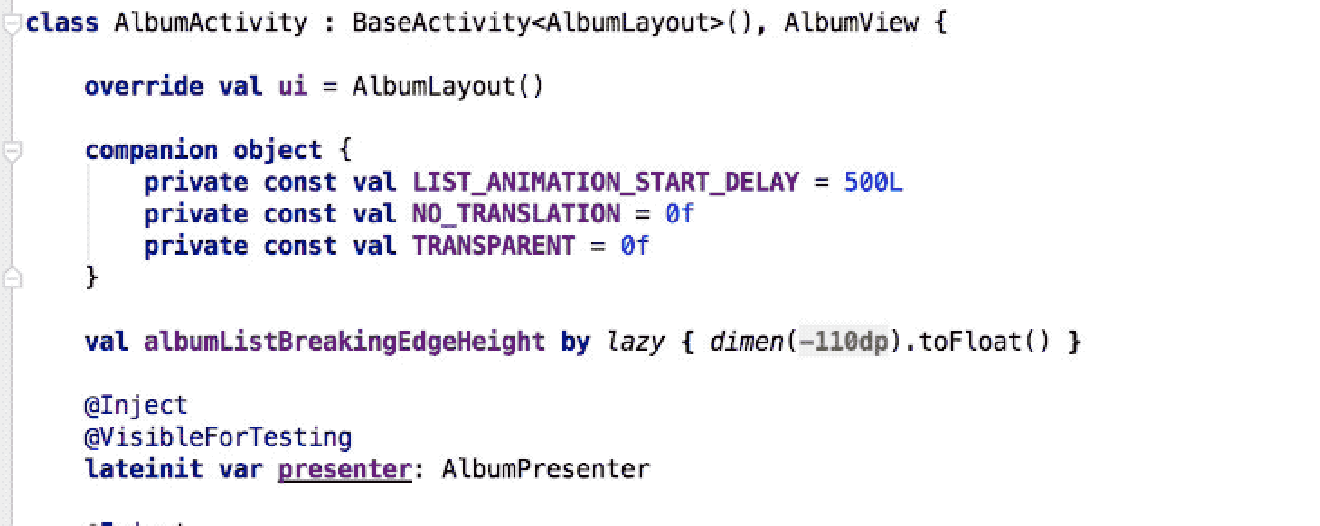 class AlbumActivity : BaseActivity<AlbumLayout>(), AlbumView {
override val ui = AlbumLayout()
companion object {
private const val LIST_ANIMATION_START_DELAY = 500L
private const val NO_TRANSLATION = 0f
private const val TRANSPARENT = 0f
}
val albumListBreakingEdgeHeight by lazy { dimen(-110dp).toFloat() }
@Inject
@VisibleForTesting
lateinit var presenter: AlbumPresenter